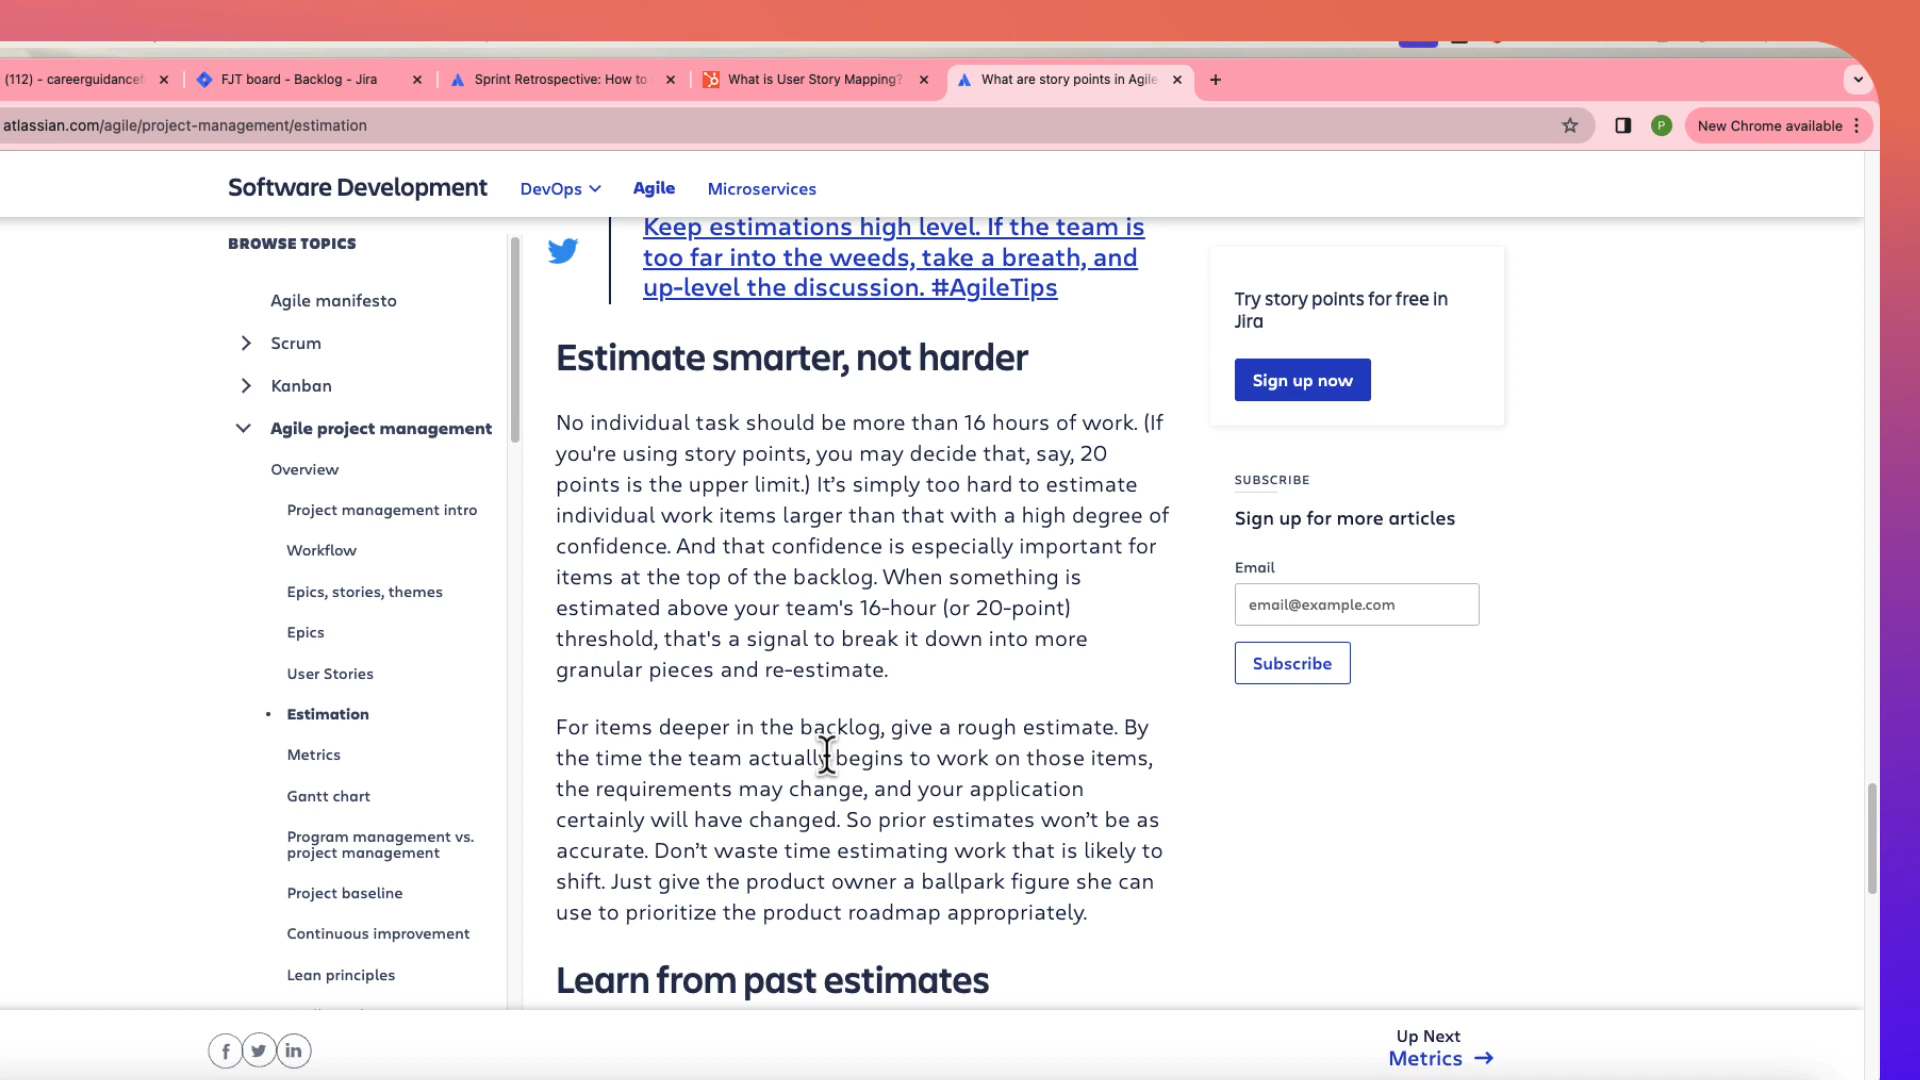 (112) - careerguidancef
FJT board - Backlog - Jira
Sprint Retrospective: How to
What is User Story Mapping?
What are story points in Agile
atlassian.com/agile/project-management/estimation
P
New Chrome available
Software Development
DevOps
Agile
Microservices
BROWSE TOPICS
Agile manifesto
Scrum
Kanban
Agile project management
Overview
Project management intro
Workflow
Epics, stories, themes
Epics
User Stories
Estimation
Metrics
Gantt chart
Program management vs.
project management
Project baseline
Continuous improvement
Lean principles
Keep estimations high level. If the team is
too far into the weeds, take a breath, and
up-level the discussion. #AgileTips
Estimate smarter, not harder
No individual task should be more than 16 hours of work. (If
you're using story points, you may decide that, say, 20
points is the upper limit.) It’s simply too hard to estimate
individual work items larger than that with a high degree of
confidence. And that confidence is especially important for
items at the top of the backlog. When something is
estimated above your team's 16-hour (or 20-point)
threshold, that's a signal to break it down into more
granular pieces and re-estimate.
For items deeper in the backlog, give a rough estimate. By
the time the team actually begins to work on those items,
the requirements may change, and your application
certainly will have changed. So prior estimates won’t be as
accurate. Don’t waste time estimating work that is likely to
shift. Just give the product owner a ballpark figure she can
use to prioritize the product roadmap appropriately.
Learn from past estimates
Try story points for free in
Jira
Sign up now
SUBSCRIBE
Sign up for more articles
Email
email@example.com
Subscribe
Up Next
Metrics